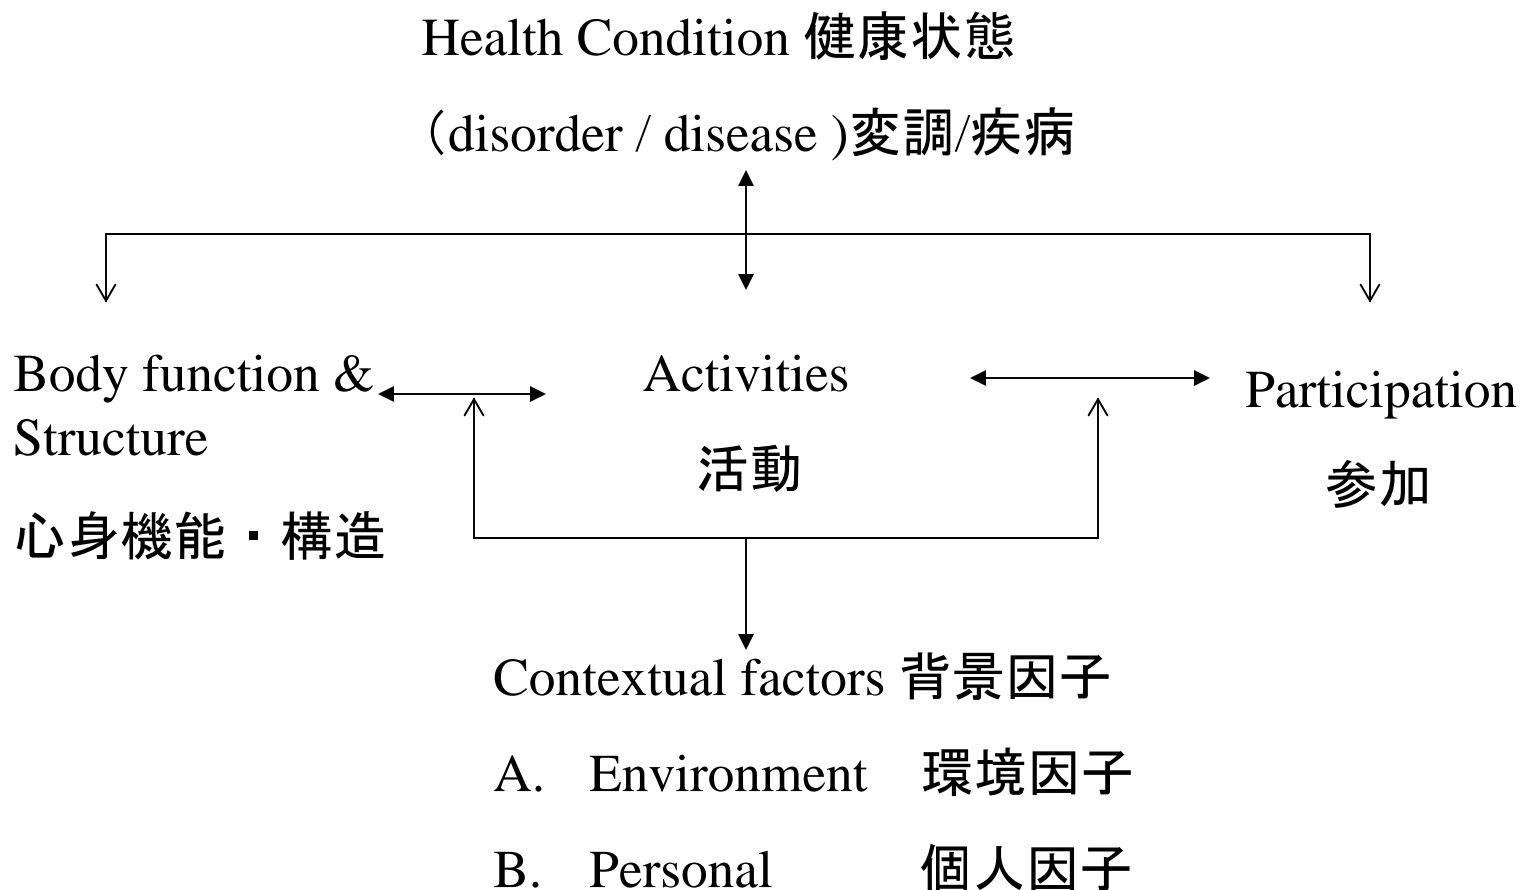 Health Condition 健康状態
（disorder / disease )変調/疾病
Body function &
Structure
心身機能・構造
Activities
活動
Participation
参加
Contextual factors 背景因子
A. Environment 環境因子
B. Personal 個人因子